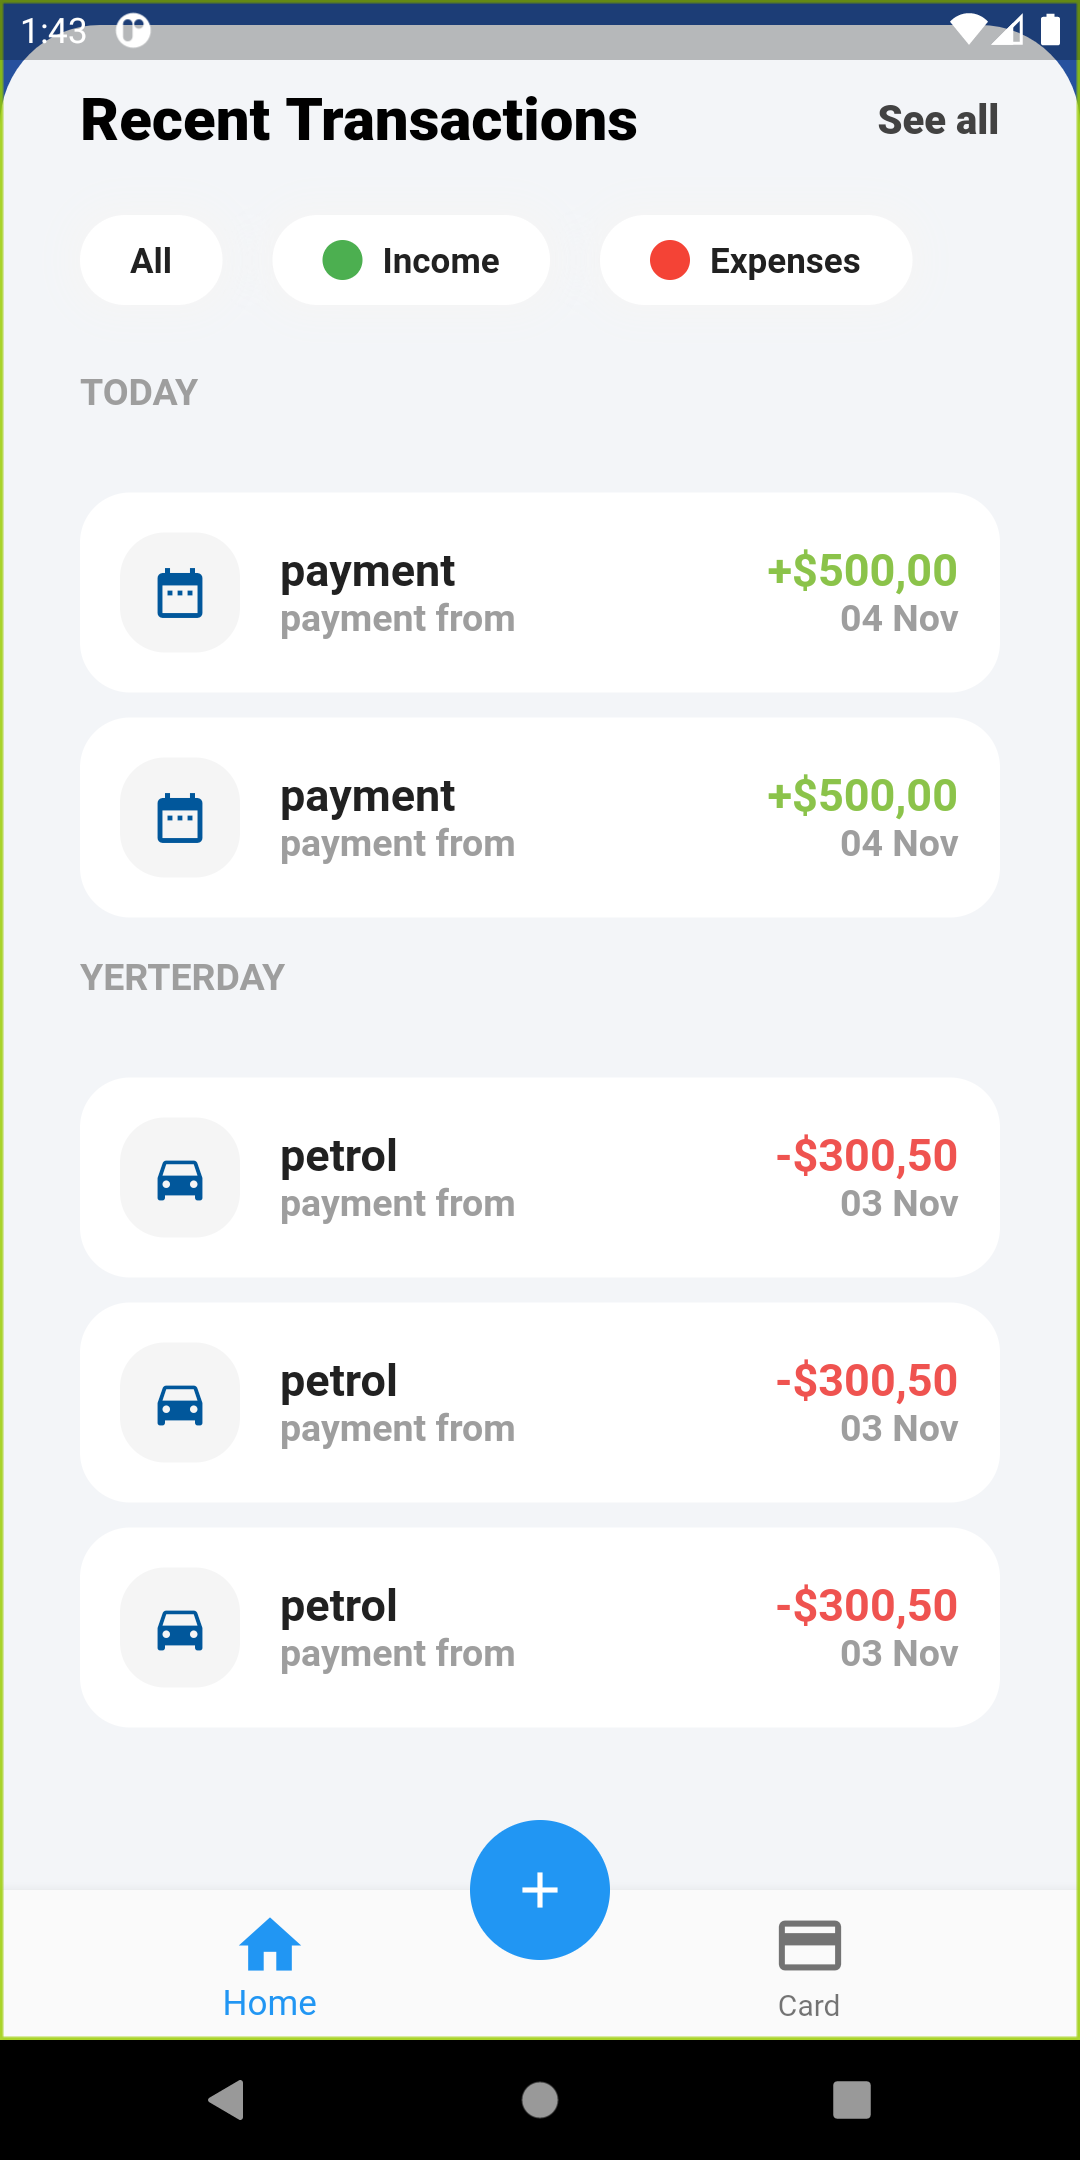 1:43
Recent Transactions See all
All Income Expenses
TODAY
payment +$500,00
payment from 04 Nov
payment +$500,00
payment from 04 Nov
YERTERDAY
petrol -$300,50
payment from 03 Nov
petrol -$300,50
payment from 03 Nov
petrol -$300,50
payment from 03 Nov
Home Card